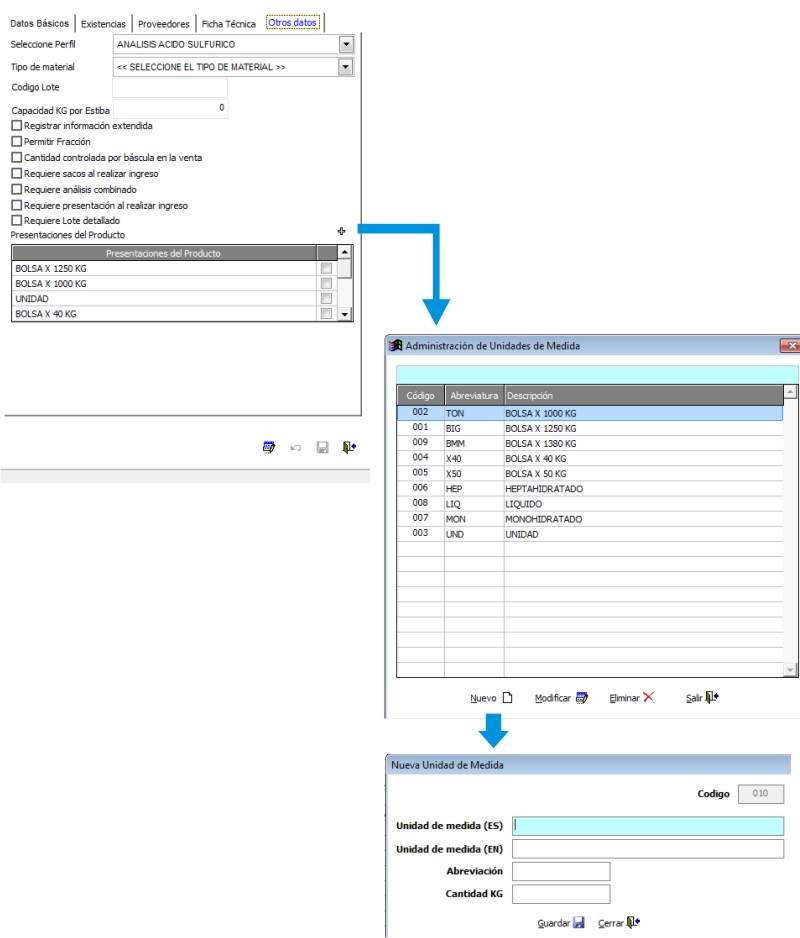 Datos Básicos Existencias Proveedores Ficha Técnica Otros datos
Seleccione Perfil ANALISIS ACIDO SULFURICO
Tipo de material << SELECCIONE EL TIPO DE MATERIAL >>
Codigo Lote
Capacidad KG por Estiba 0
Registrar información extendida
Permitir Fracción
Cantidad controlada por báscula en la venta
Requiere sacos al realizar ingreso
Requiere análisis combinado
Requiere presentación al realizar ingreso
Requiere Lote detallado
Presentaciones del Producto
Presentaciones del Producto
BOLSA X 1250 KG
BOLSA X 1000 KG
UNIDAD
BOLSA X 40 KG
Administración de Unidades de Medida
Código Abreviatura Descripción
002 TON BOLSA X 1000 KG
001 BIG BOLSA X 1250 KG
009 BMM BOLSA X 1380 KG
004 X40 BOLSA X 40 KG
005 X50 BOLSA X 50 KG
006 HEP HEPTAHIDRATADO
008 LIQ LIQUIDO
007 MON MONOHIDRATADO
003 UND UNIDAD
Nuevo Modificar Eliminar Salir
Nueva Unidad de Medida
Codigo 010
Unidad de medida (ES)
Unidad de medida (EN)
Abreviación
Cantidad KG
Guardar Cerrar